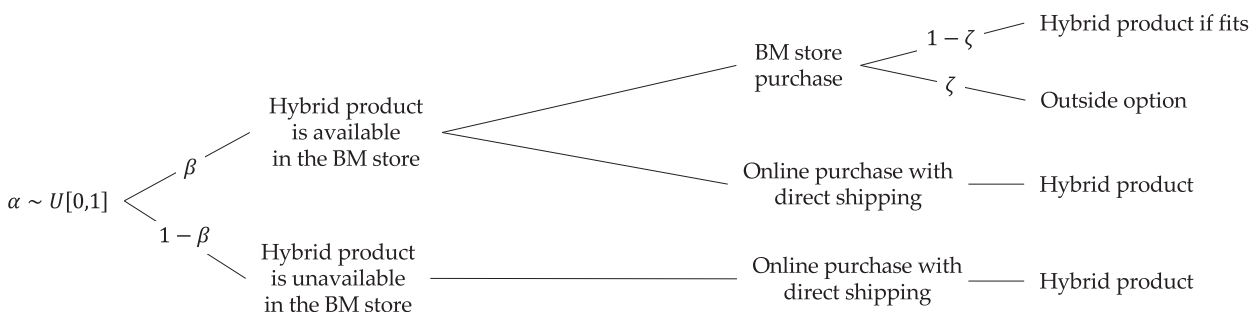 α ~ U[0,1]
β
1 − β
Hybrid product
is available
in the BM store
Hybrid product
is unavailable
in the BM store
BM store
purchase
Online purchase with
direct shipping
Online purchase with
direct shipping
1 − ζ
ζ
Hybrid product if fits
Outside option
Hybrid product
Hybrid product